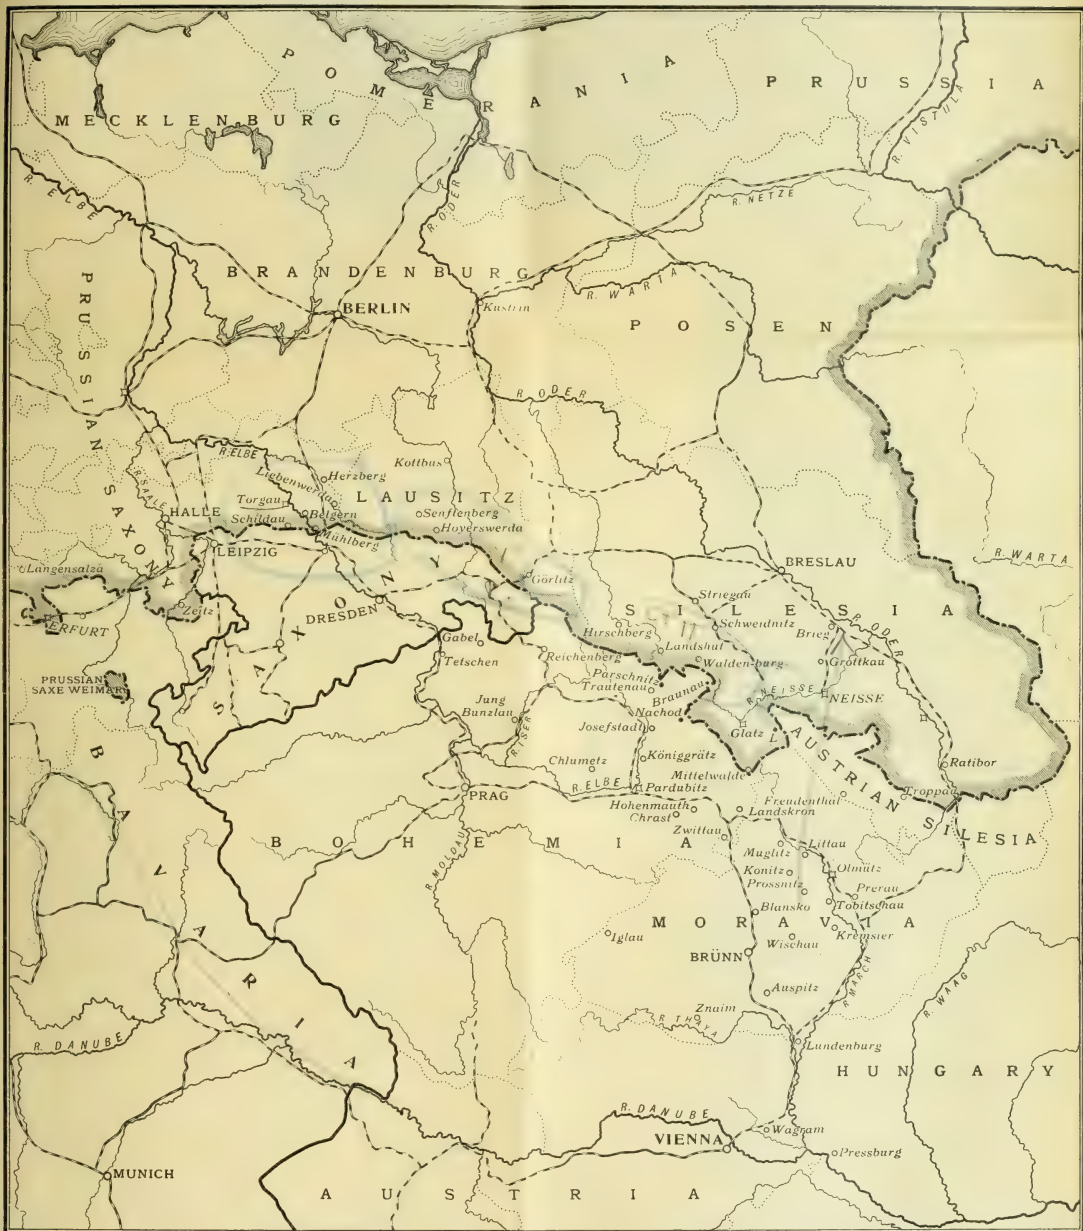 POMERANIA
PRUSSIA
MECKLENBURG
R. VISTULA
R. ELBE
R. ODER
R. NETZE
BRANDENBURG
R. WARTA
BERLIN
Kustrin
POSEN
PRUSSIAN SAXONY
R. ODER
R. ELBE
Kottbus
Herzberg
Liebenwerda
R. SAALE
LAUSITZ
Torgau
HALLE
Belgern
Senftenberg
Schildau
Hoyerswerda
Mühlberg
LEIPZIG
R. WARTA
BRESLAU
Langensalza
Görlitz
Striegau
Zeitz
DRESDEN
SAXONY
SILESIA
ERFURT
Hirschberg
Schweidnitz
Brieg
R. ODER
Gabel
Landshut
Tetschen
Reichenberg
Walden-burg
Grottkau
PRUSSIAN
SAXE WEIMAR
Parschnitz
Trautenau
Braunau
R. NEISSE
NEISSE
Jung
Bunzlau
Nachod
R. ISER
Josefstadt
Glatz
Chlumetz
Königgrätz
AUSTRIAN SILESIA
Ratibor
Mittelwalde
R. ELBE
Pardubitz
PRAG
Troppau
Hohenmauth
Freudenthal
Chrast
Landskron
Zwittau
BOHEMIA
Littau
Muglitz
R. MOLDAU
Konitz
Olmütz
Prossnitz
Prerau
BAVARIA
Blansko
Tobitschau
MORAVIA
Iglau
Wischau
Kremsier
BRÜNN
R. MARCH
R. WAAG
Auspitz
Znaim
R. THAYA
R. DANUBE
Lundenburg
HUNGARY
R. DANUBE
Wagram
VIENNA
Pressburg
MUNICH
AUSTRIA